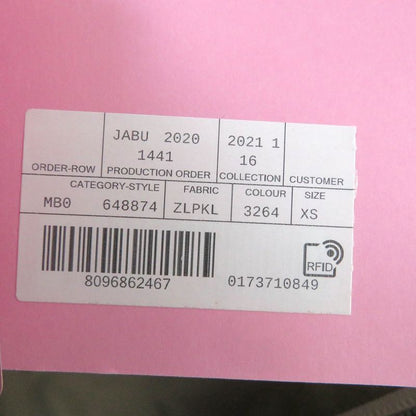 JABU 2020 2021 1
1441 16
ORDER-ROW PRODUCTION ORDER COLLECTION CUSTOMER
CATEGORY-STYLE FABRIC COLOUR SIZE
MB0 648874 ZLPKL 3264 XS
RFID
8096862467 0173710849